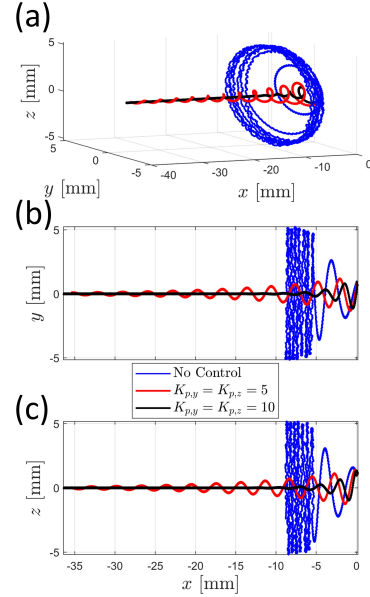 (a)
5
0
-5
z [mm]
5
0
-5
y [mm]
-40
-30
-20
-10
0
x [mm]
(b)
5
0
-5
y [mm]
No Control
K_{p,y} = K_{p,z} = 5
K_{p,y} = K_{p,z} = 10
(c)
5
0
-5
z [mm]
-35
-30
-25
-20
-15
-10
-5
0
x [mm]